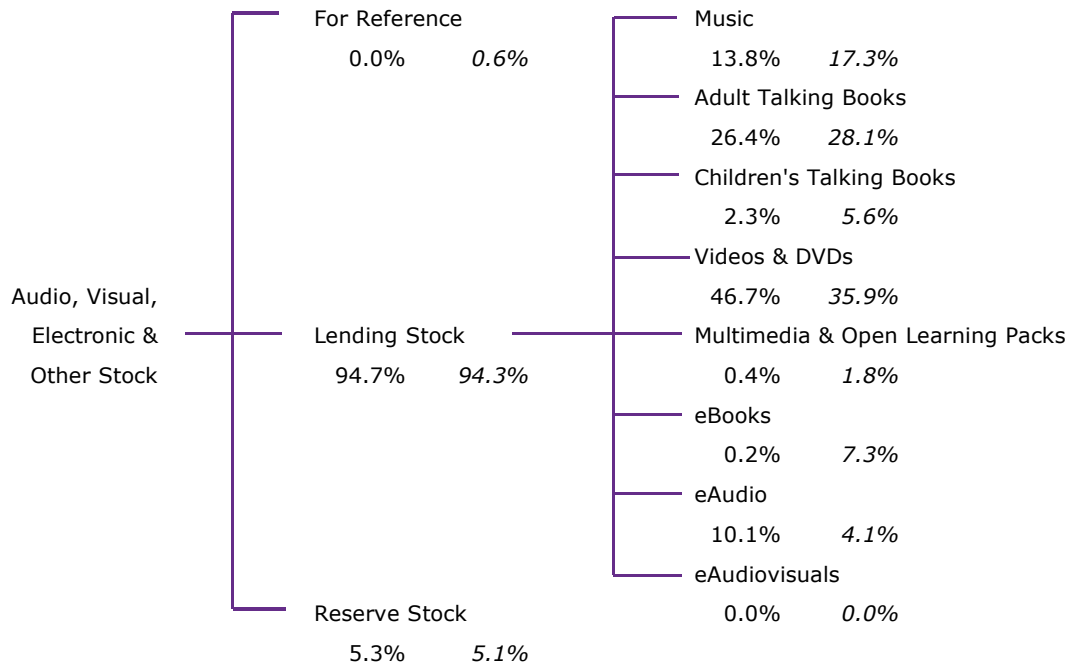 For Reference
0.0% 0.6%
Audio, Visual,
Electronic &
Other Stock
Lending Stock
94.7% 94.3%
Reserve Stock
5.3% 5.1%
Music
13.8% 17.3%
Adult Talking Books
26.4% 28.1%
Children's Talking Books
2.3% 5.6%
Videos & DVDs
46.7% 35.9%
Multimedia & Open Learning Packs
0.4% 1.8%
eBooks
0.2% 7.3%
eAudio
10.1% 4.1%
eAudiovisuals
0.0% 0.0%